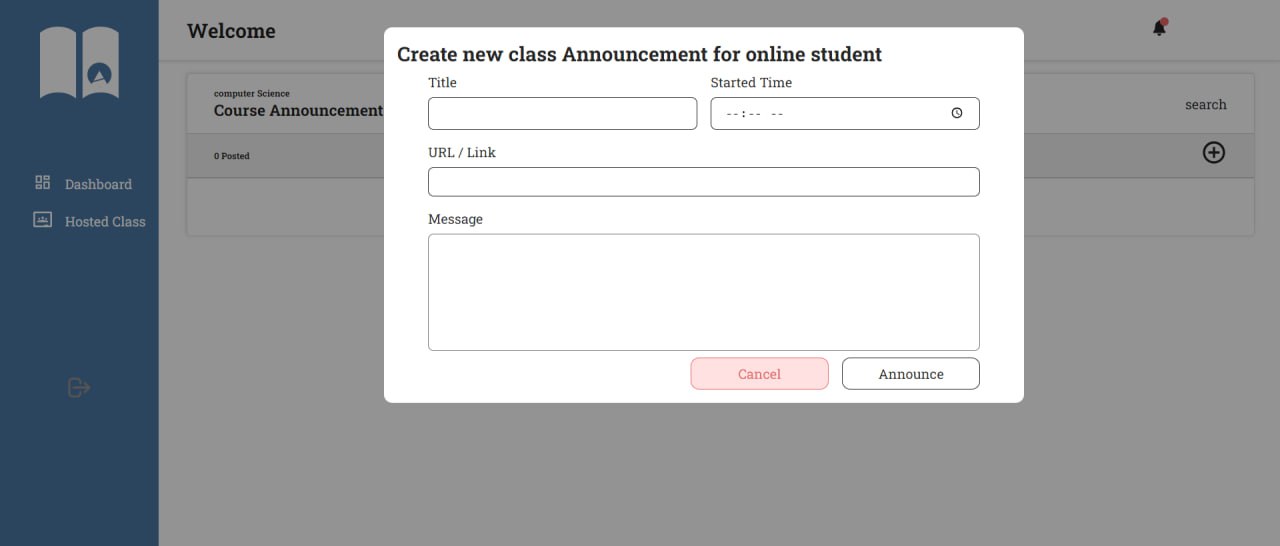 Welcome
Create new class Announcement for online student
Title
Started Time
--:-- --
URL / Link
Message
Cancel
Announce
computer Science
Course Announcement
search
0 Posted
Dashboard
Hosted Class